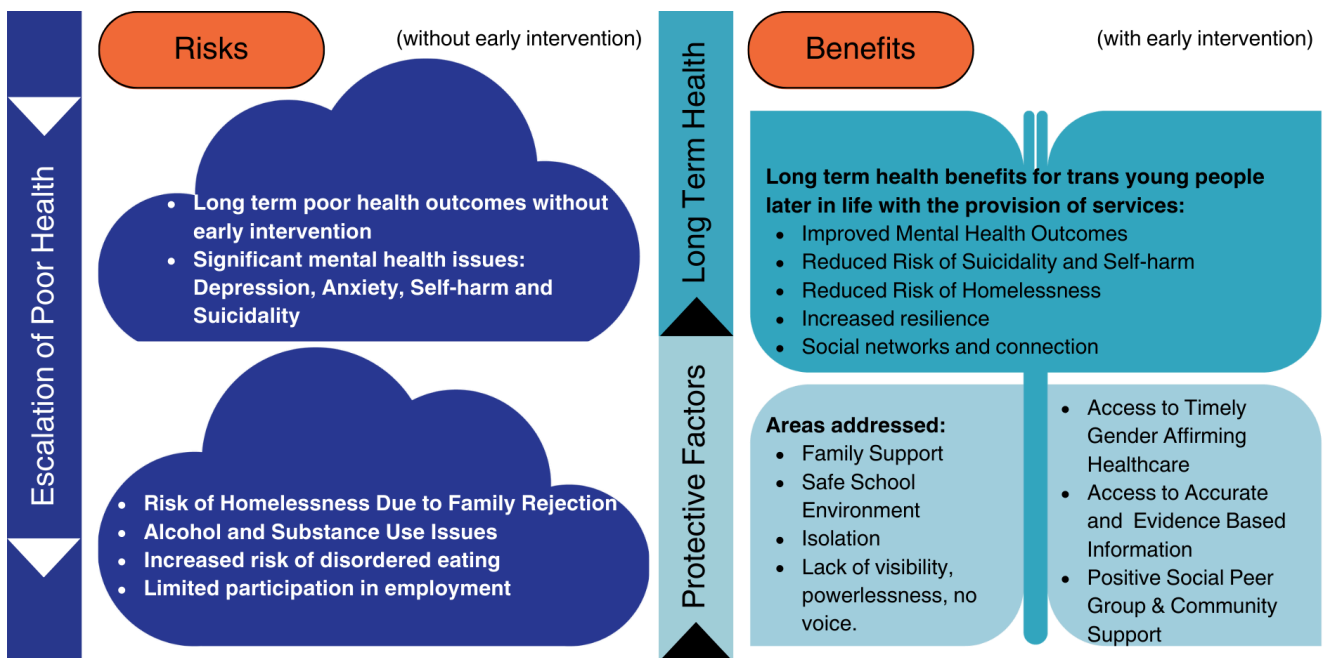 Escalation of Poor Health
Risks
(without early intervention)
• Long term poor health outcomes without
early intervention
• Significant mental health issues:
Depression, Anxiety, Self-harm and
Suicidality
• Risk of Homelessness Due to Family Rejection
• Alcohol and Substance Use Issues
• Increased risk of disordered eating
• Limited participation in employment
Long Term Health
Protective Factors
Benefits
(with early intervention)
Long term health benefits for trans young people
later in life with the provision of services:
• Improved Mental Health Outcomes
• Reduced Risk of Suicidality and Self-harm
• Reduced Risk of Homelessness
• Increased resilience
• Social networks and connection
Areas addressed:
• Family Support
• Safe School
Environment
• Isolation
• Lack of visibility,
powerlessness, no
voice.
• Access to Timely
Gender Affirming
Healthcare
• Access to Accurate
and Evidence Based
Information
• Positive Social Peer
Group & Community
Support